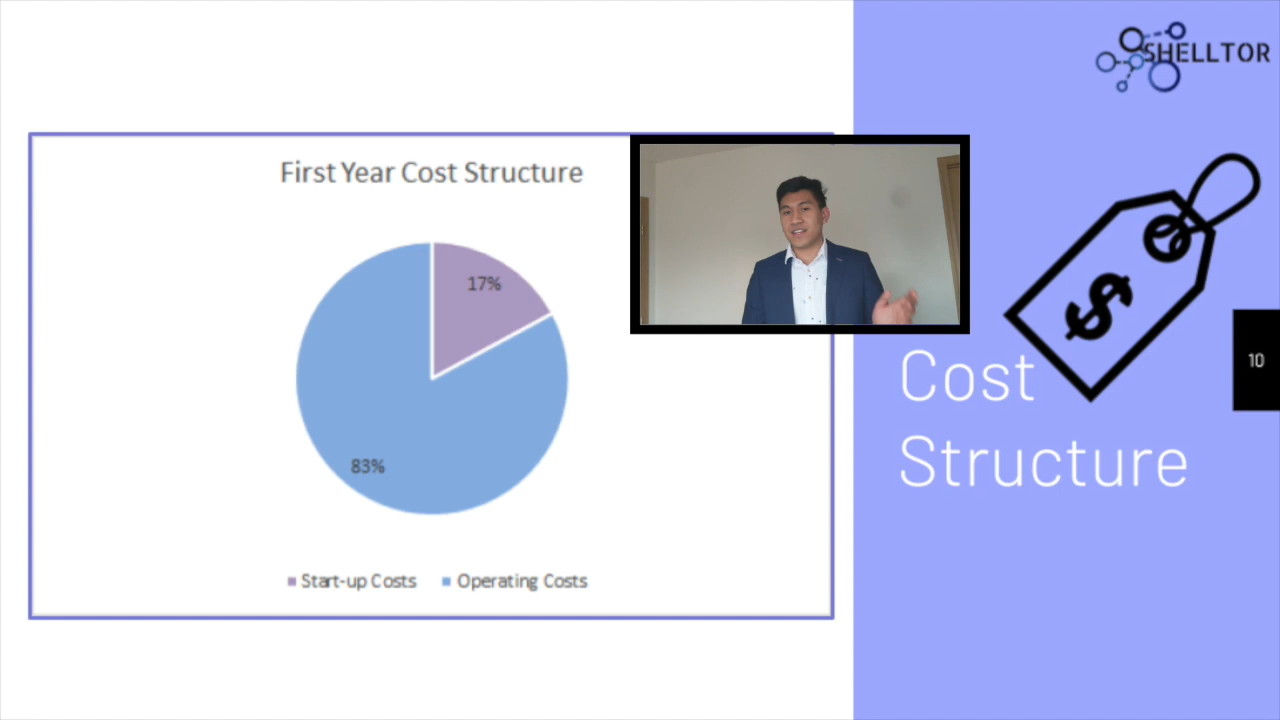 SHELLTOR
First Year Cost Structure
17%
83%
Start-up Costs
Operating Costs
$
Cost
Structure
10